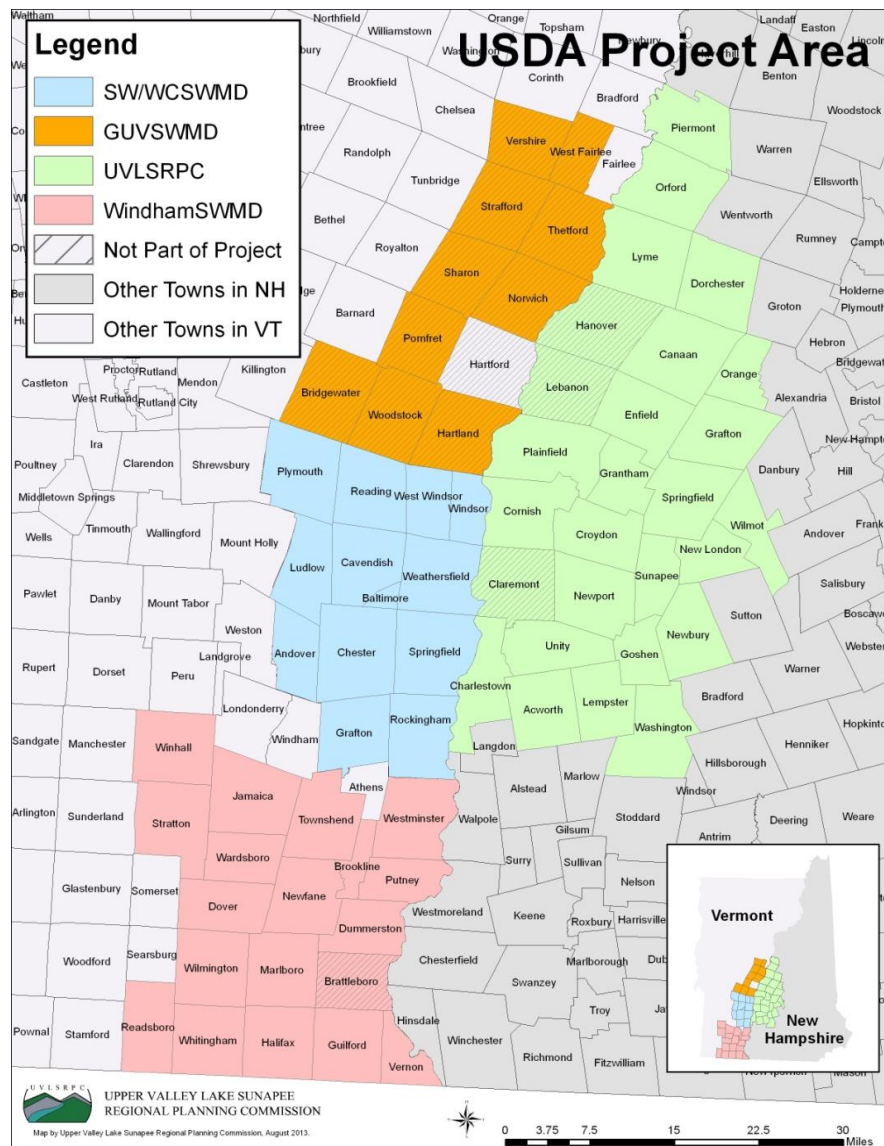 USDA Project Area
Legend
SW/WCSWMD
GUVSWMD
UVLSRPC
WindhamSWMD
Not Part of Project
Other Towns in NH
Other Towns in VT
Waltham
Northfield
Williamstown
Washington
Orange
Topsham
Newbury
Landaff
Easton
Lincoln
Benton
Woodstock
Brookfield
Corinth
Bradford
Chelsea
Piermont
Warren
Ellsworth
Randolph
Vershire
West Fairlee
Fairlee
Tunbridge
Orford
Wentworth
Rumney
Bethel
Strafford
Thetford
Royalton
Lyme
Dorchester
Sharon
Groton
Plymouth
Norwich
Barnard
Hanover
Pomfret
Hartford
Canaan
Hebron
Killington
Orange
Lebanon
Alexandria
Bristol
Proctor
Rutland
Mendon
Castleton
West Rutland
Rutland City
Bridgewater
Woodstock
Hartland
Enfield
Grafton
New Hampt
Ira
Clarendon
Shrewsbury
Plymouth
Plainfield
Grantham
Danbury
Hill
Poultney
Middletown Springs
Reading
West Windsor
Windsor
Cornish
Springfield
Wilmot
Andover
Frank
Wells
Tinmouth
Wallingford
Mount Holly
Croydon
New London
Ludlow
Cavendish
Weathersfield
Baltimore
Claremont
Newport
Sunapee
Salisbury
Pawlet
Danby
Mount Tabor
Sutton
Boscaw
Weston
Andover
Chester
Springfield
Unity
Goshen
Newbury
Webster
Rupert
Dorset
Peru
Landgrove
Warner
Charlestown
Acworth
Lempster
Bradford
Londonderry
Windham
Grafton
Rockingham
Washington
Hopkinto
Sandgate
Manchester
Winhall
Langdon
Henniker
Hillsborough
Athens
Alstead
Marlow
Windsor
Jamaica
Townshend
Westminster
Walpole
Stoddard
Deering
Weare
Arlington
Sunderland
Stratton
Gilsum
Antrim
Wardsboro
Brookline
Putney
Surry
Sullivan
Nelson
Glastenbury
Somerset
Dover
Newfane
Westmoreland
Keene
Roxbury
Harrisville
Dummerston
Searsburg
Woodford
Wilmington
Marlboro
Brattleboro
Chesterfield
Swanzey
Marlborough
Dub
Troy
Ja
Hinsdale
Pownal
Stamford
Readsboro
Whitingham
Halifax
Guilford
Vernon
Winchester
Richmond
Fitzwilliam
Mason
Vermont
New
Hampshire
UVLSRPC
UPPER VALLEY LAKE SUNAPEE
REGIONAL PLANNING COMMISSION
Map by Upper Valley Lake Sunapee Regional Planning Commission, August 2013.
0 3.75 7.5 15 22.5 30
Miles